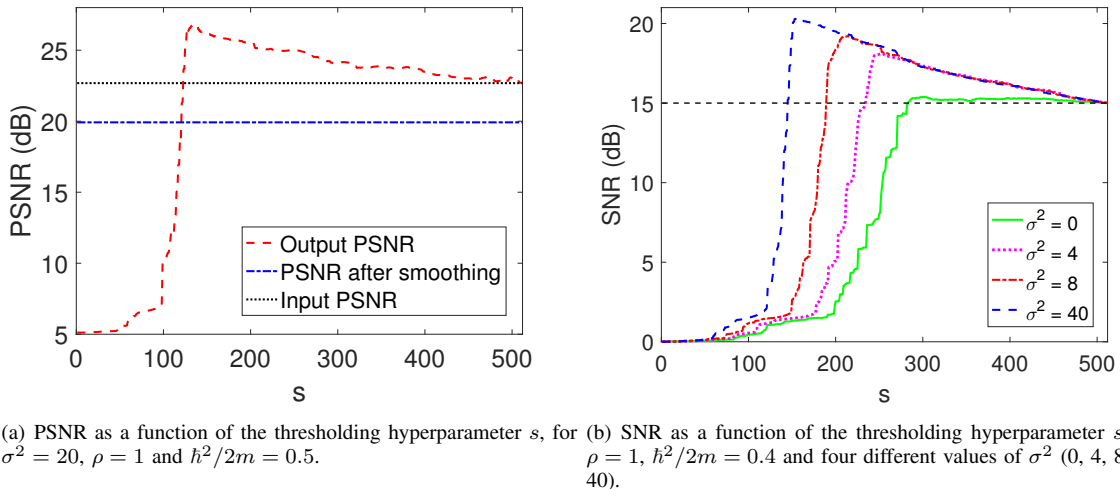 25
20
15
10
5
PSNR (dB)
0
100
200
300
400
500
s
Output PSNR
PSNR after smoothing
Input PSNR
20
15
10
5
0
SNR (dB)
0
100
200
300
400
500
s
σ² = 0
σ² = 4
σ² = 8
σ² = 40
(a) PSNR as a function of the thresholding hyperparameter s, for
σ² = 20, ρ = 1 and ℏ²/2m = 0.5.
(b) SNR as a function of the thresholding hyperparameter s
ρ = 1, ℏ²/2m = 0.4 and four different values of σ² (0, 4, 8
40).